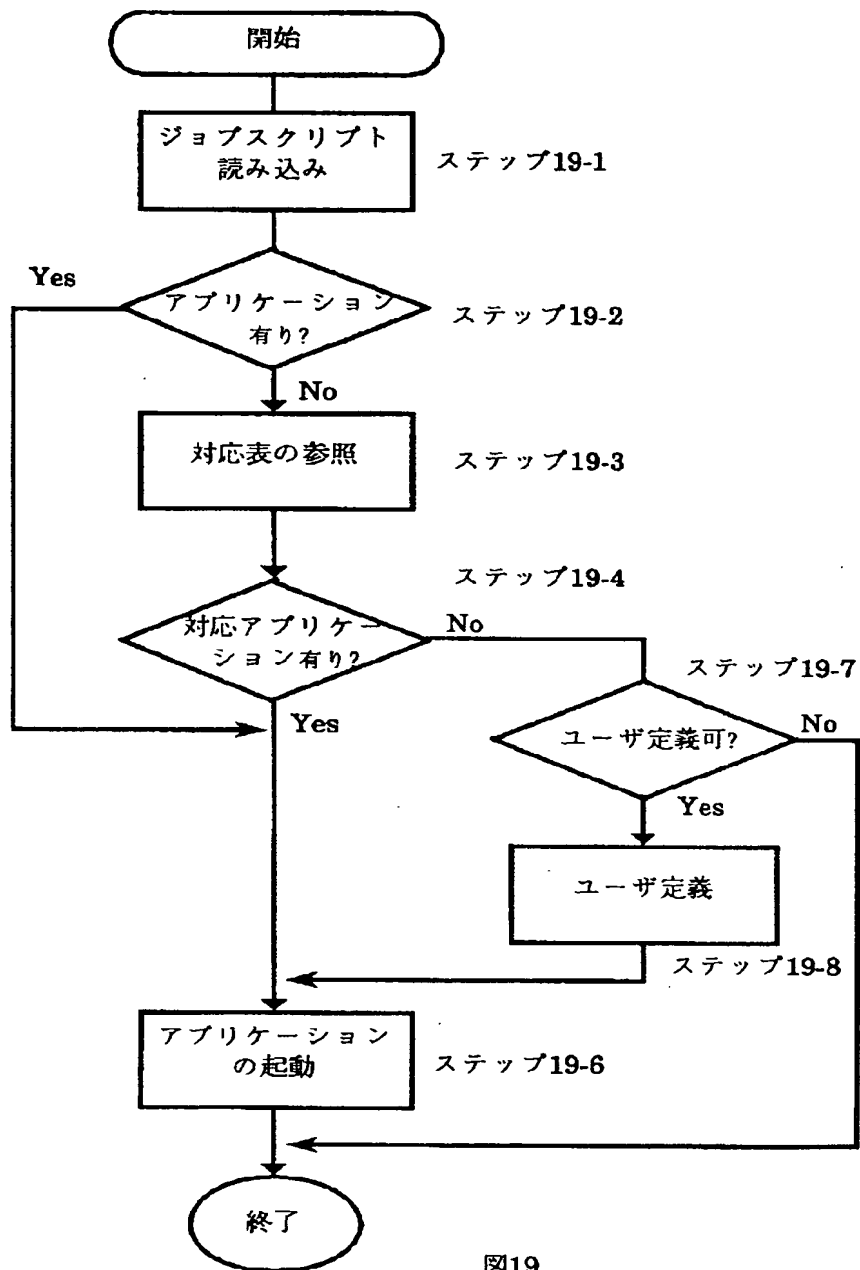 開始
ジョブスクリプト
読み込み
ステップ19-1
Yes
アプリケーション
有り?
ステップ19-2
No
対応表の参照
ステップ19-3
ステップ19-4
対応アプリケー
ション有り?
No
ステップ19-7
Yes
ユーザ定義可?
No
Yes
ユーザ定義
ステップ19-8
アプリケーション
の起動
ステップ19-6
終了
図19